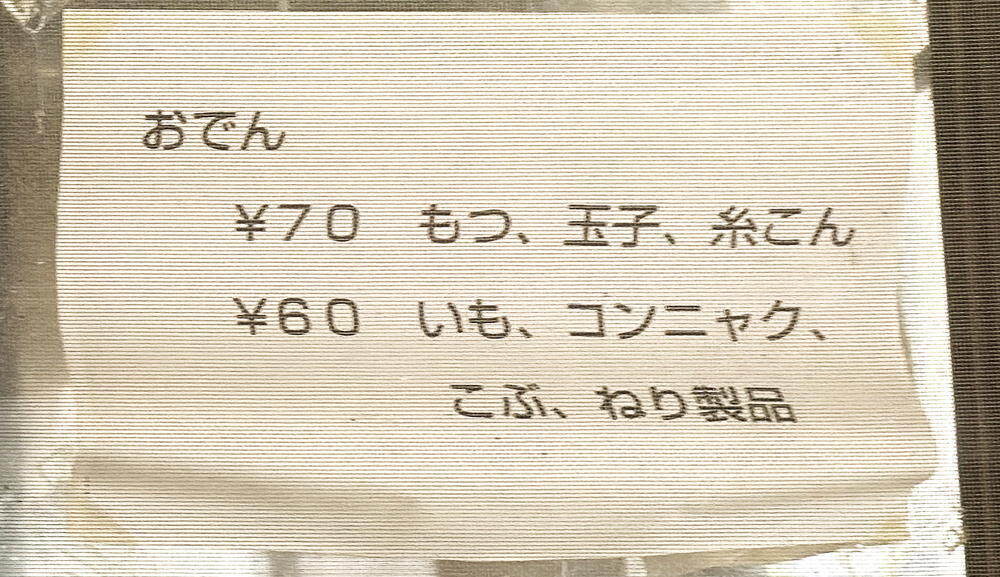 おでん
¥70 もつ、玉子、糸こん
¥60 いも、コンニャク、
こぶ、ねり製品